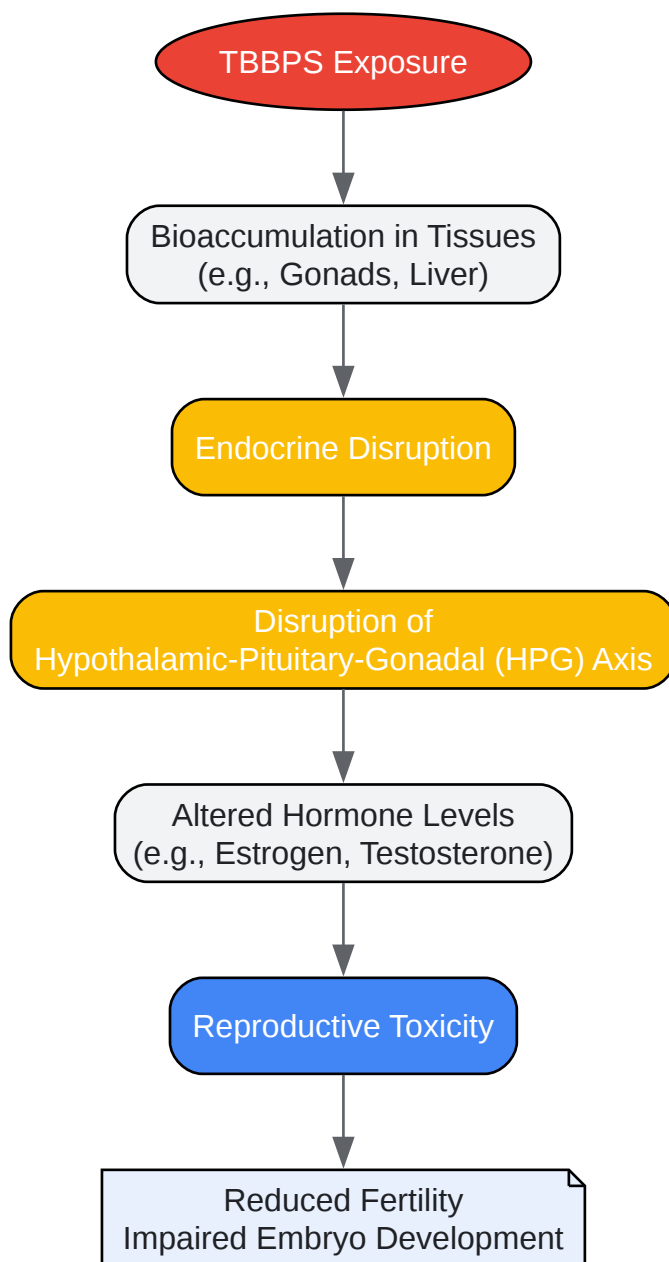 TBBPS Exposure
Bioaccumulation in Tissues
(e.g., Gonads, Liver)
Endocrine Disruption
Disruption of
Hypothalamic-Pituitary-Gonadal (HPG) Axis
Altered Hormone Levels
(e.g., Estrogen, Testosterone)
Reproductive Toxicity
Reduced Fertility
Impaired Embryo Development